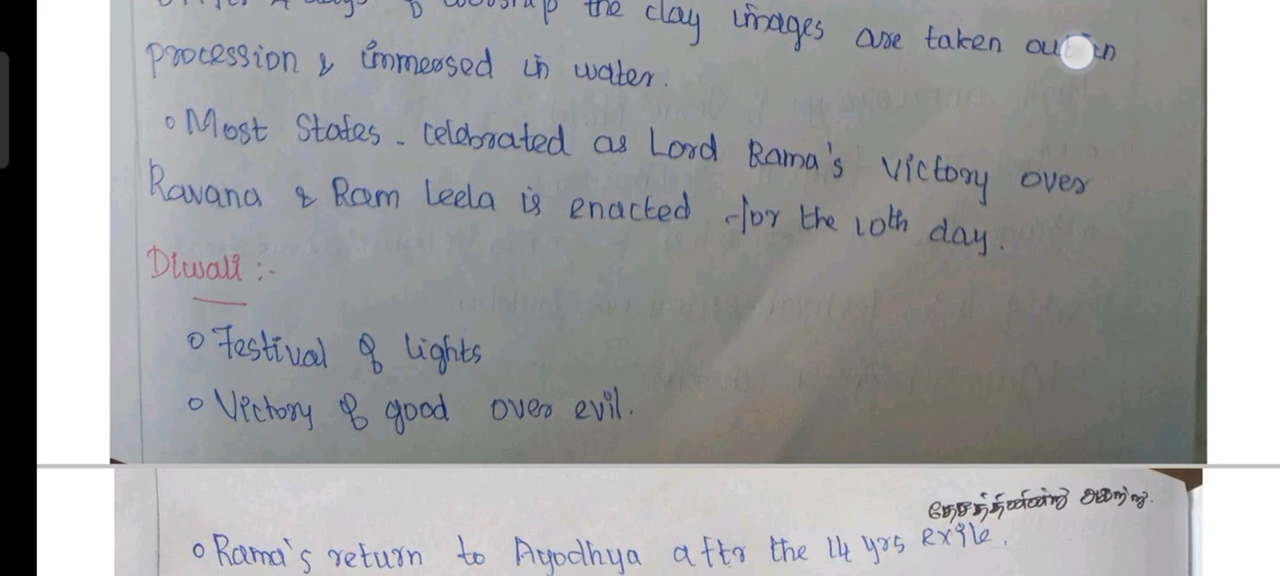 the clay images are taken out in
procession & immersed in water.
Most States - celebrated as Lord Rama's victory over
Ravana & Ram Leela is enacted for the 10th day.
Diwali :-
Festival of lights
Victory of good over evil.
Rama's return to Ayodhya after the 14 yrs exile.